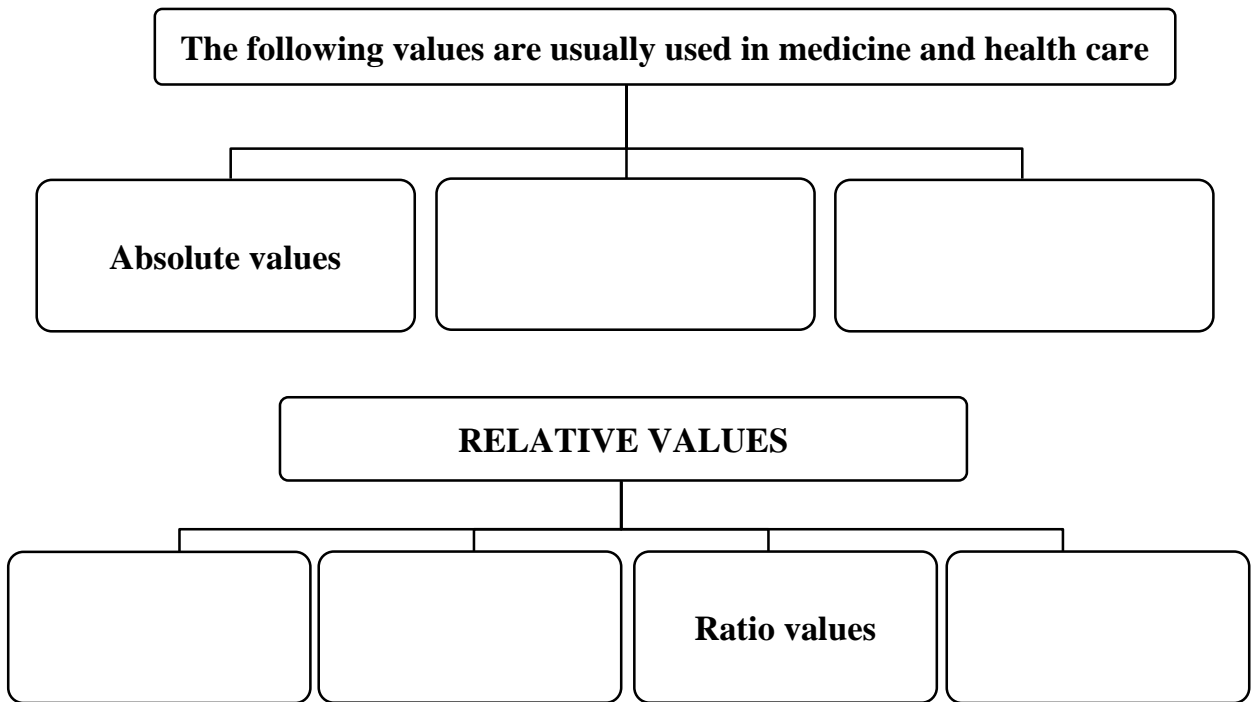 The following values are usually used in medicine and health care
Absolute values
RELATIVE VALUES
Ratio values